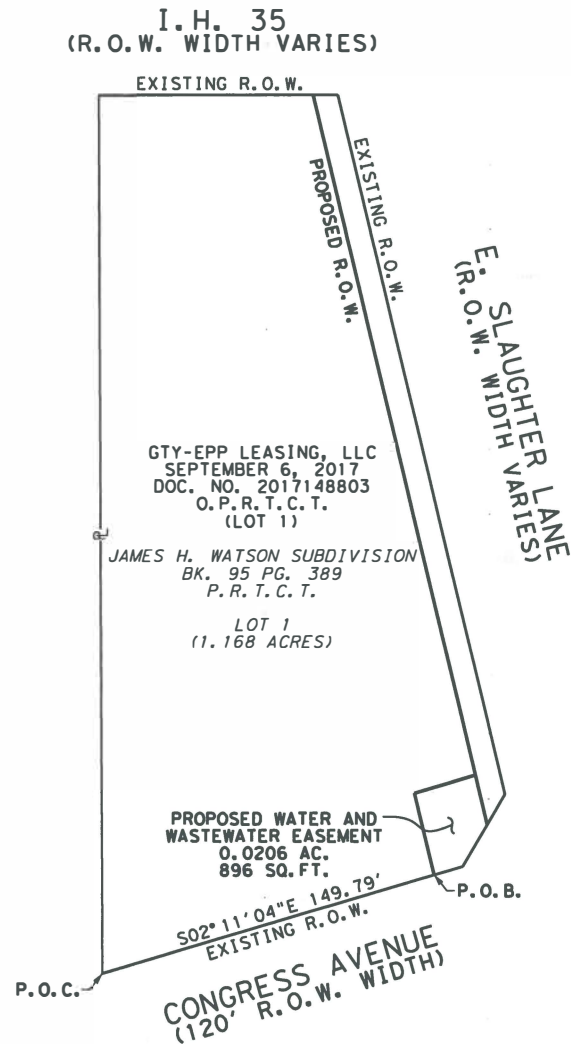 I.H. 35
(R.O.W. WIDTH VARIES)
EXISTING R.O.W.
EXISTING R.O.W.
PROPOSED R.O.W.
E. SLAUGHTER LANE
(R.O.W. WIDTH VARIES)
GTY-EPP LEASING, LLC
SEPTEMBER 6, 2017
DOC. NO. 2017148803
O.P.R.T.C.T.
(LOT 1)
PL
JAMES H. WATSON SUBDIVISION
BK. 95 PG. 389
P.R.T.C.T.
LOT 1
(1.168 ACRES)
PROPOSED WATER AND
WASTEWATER EASEMENT
0.0206 AC.
896 SQ.FT.
P.O.B.
S02°11'04"E 149.79'
EXISTING R.O.W.
P.O.C.
CONGRESS AVENUE
(120' R.O.W. WIDTH)